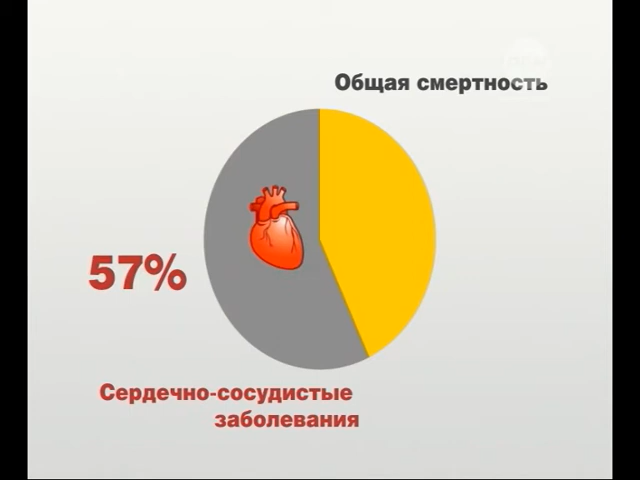 Общая смертность
57%
Сердечно-сосудистые
заболевания